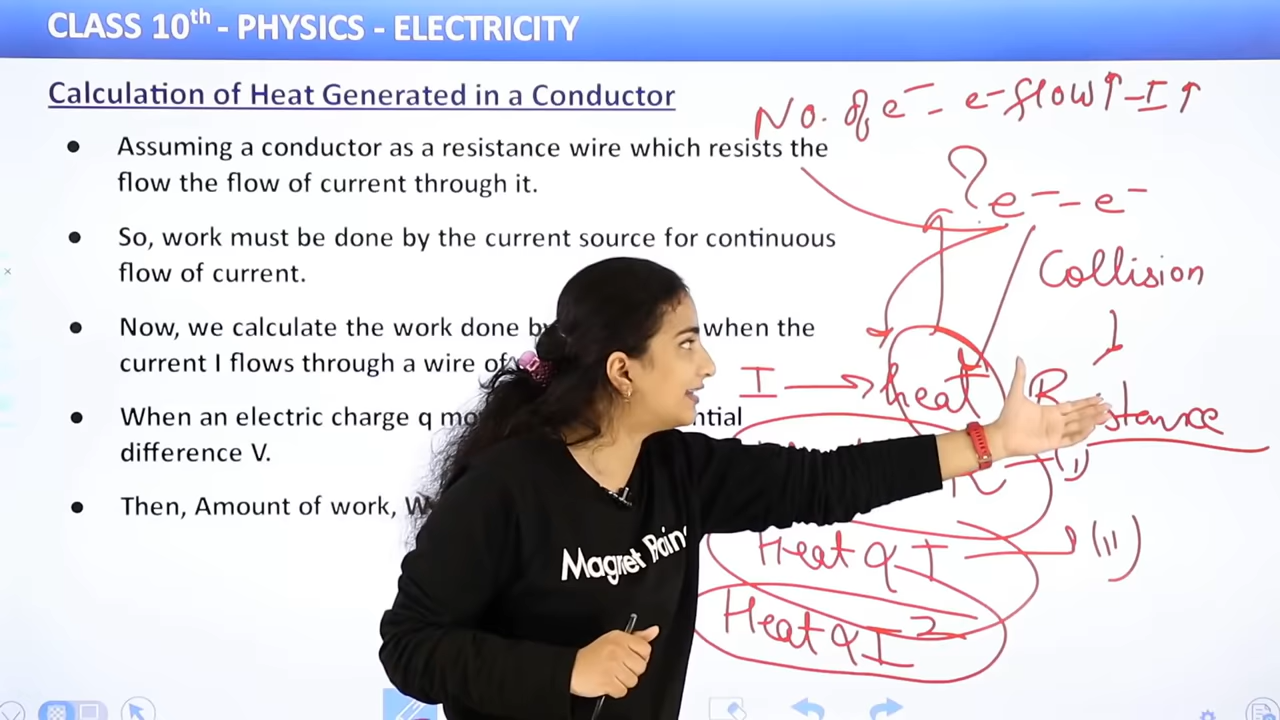 CLASS 10th - PHYSICS - ELECTRICITY
Calculation of Heat Generated in a Conductor
Assuming a conductor as a resistance wire which resists the
flow the flow of current through it.
So, work must be done by the current source for continuous
flow of current.
Now, we calculate the work done by when the
current I flows through a wire of
When an electric charge q
difference V.
Then, Amount of work, W
No. of e⁻ - e⁻ flow↑ - I↑
? e⁻ - e⁻
Collision
I → heat
Heat α I → (ii)
(i)
Heat α I²
Magnet Brains